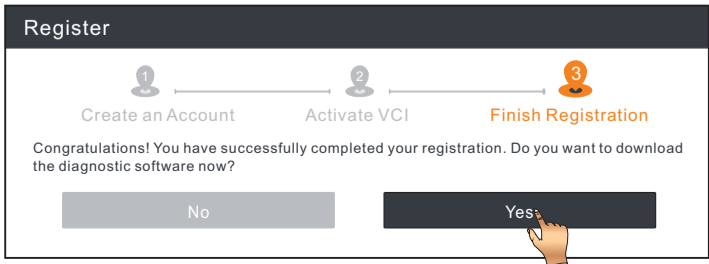 Register
1 2 3
Create an Account Activate VCI Finish Registration
Congratulations! You have successfully completed your registration. Do you want to download
the diagnostic software now?
No Yes